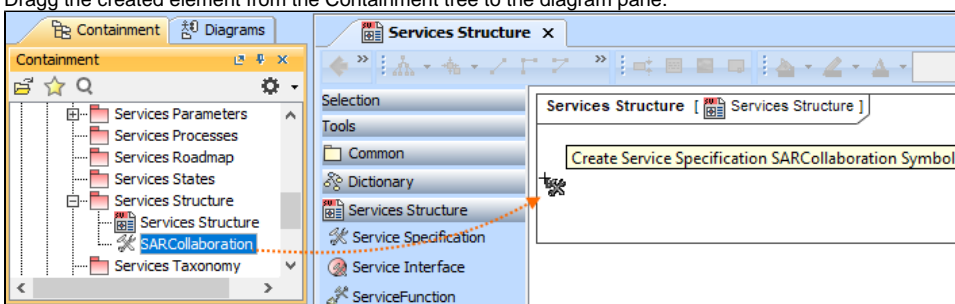 Dragg the created element from the Containment tree to the diagram pane.
Containment
Diagrams
Services Structure
Containment
Services Parameters
Services Processes
Services Roadmap
Services States
Services Structure
Services Structure
SARCollaboration
Services Taxonomy
Selection
Tools
Common
Dictionary
Services Structure
Service Specification
Service Interface
ServiceFunction
Services Structure [ Services Structure ]
Create Service Specification SARCollaboration Symbol